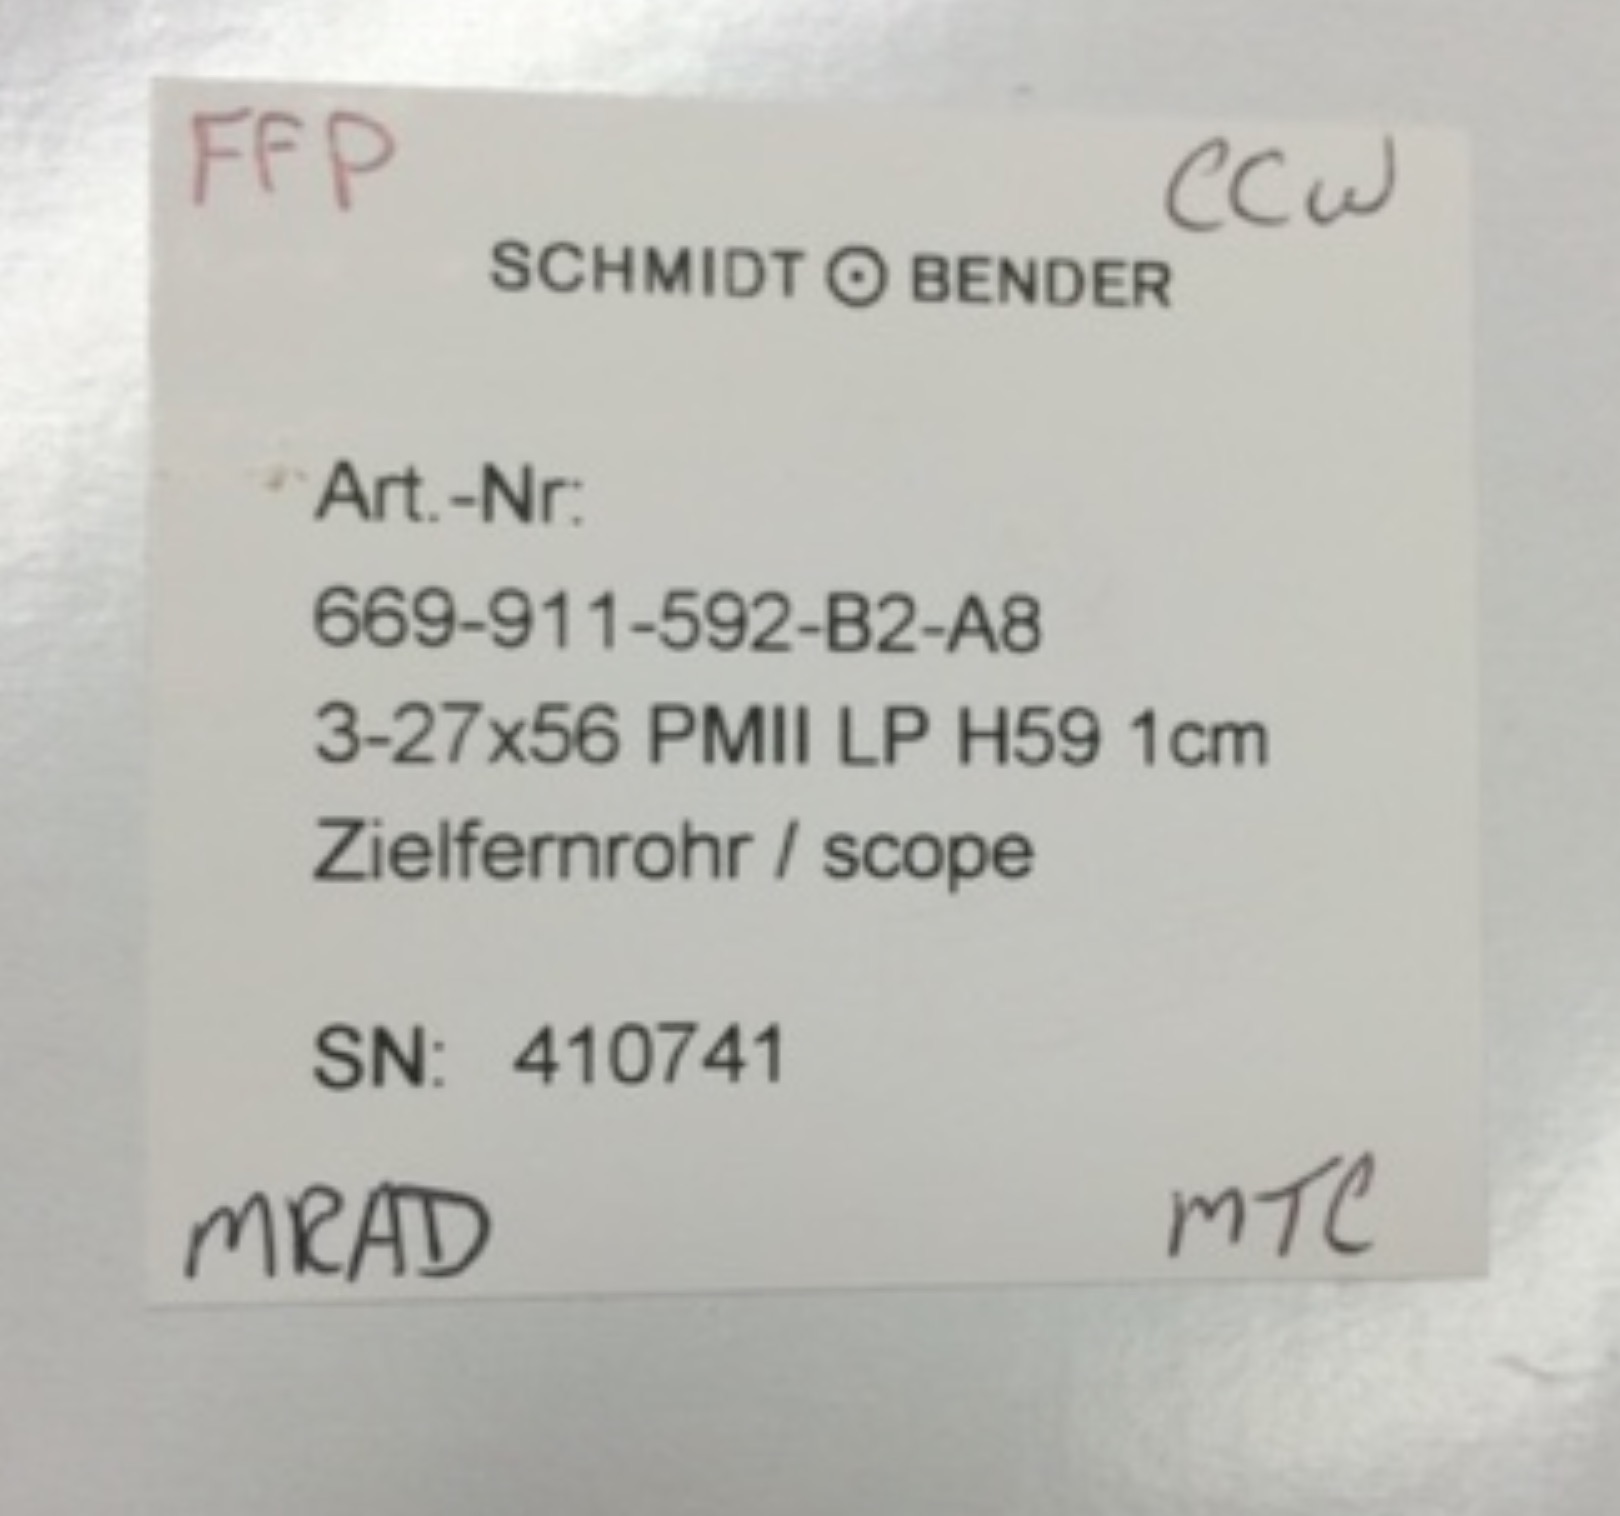 FFP
CCW
SCHMIDT BENDER
Art.-Nr:
669-911-592-B2-A8
3-27x56 PMII LP H59 1cm
Zielfernrohr / scope
SN: 410741
MRAD
MTC